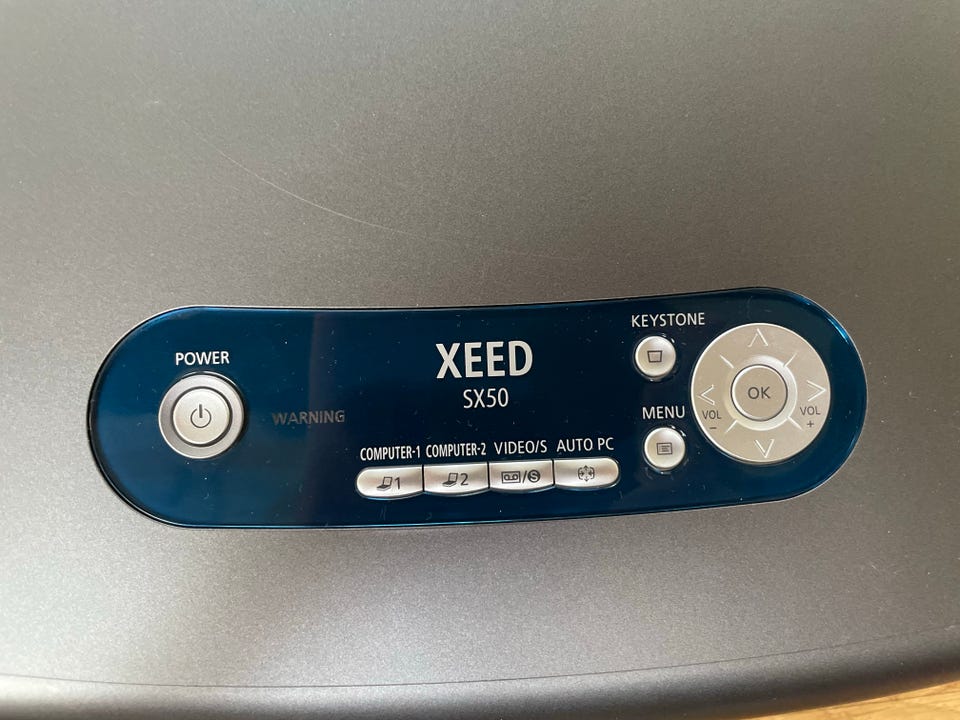 POWER
WARNING
XEED
SX50
COMPUTER-1 COMPUTER-2 VIDEO/S AUTO PC
1 2 /S
KEYSTONE
MENU
OK
VOL
-
VOL
+